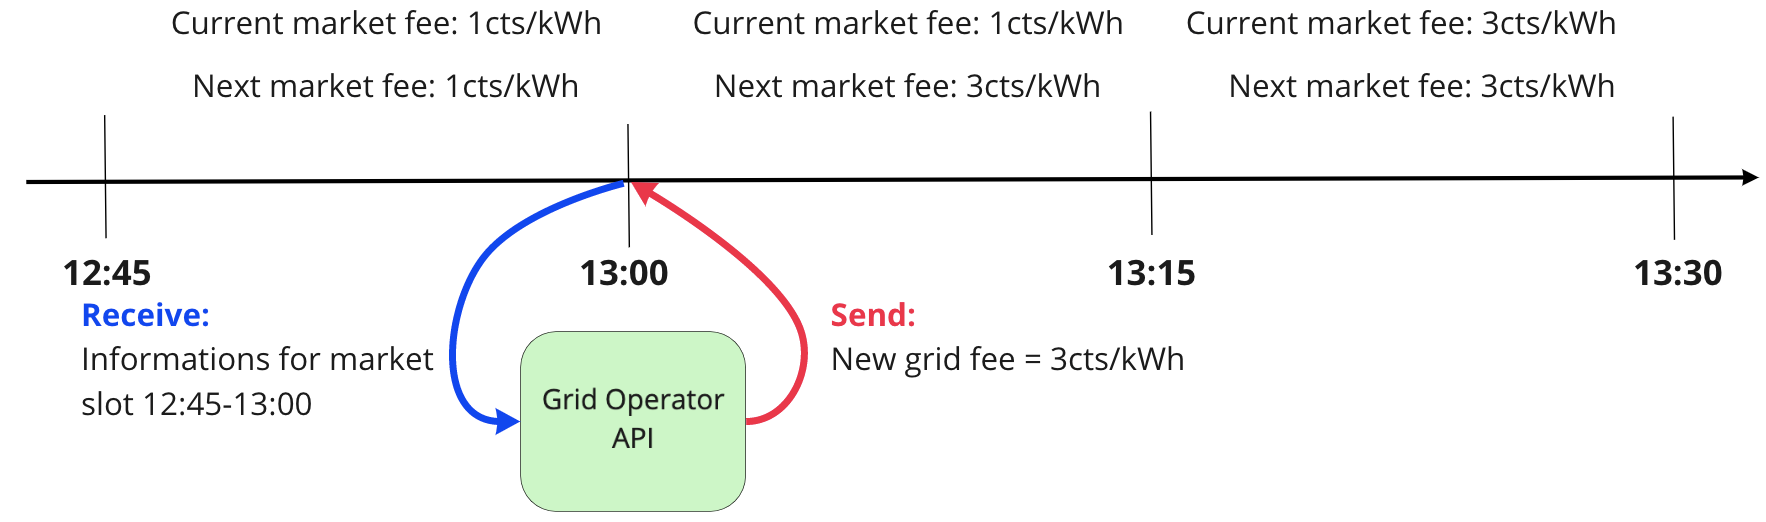 Current market fee: 1cts/kWh
Current market fee: 1cts/kWh
Current market fee: 3cts/kWh
Next market fee: 1cts/kWh
Next market fee: 3cts/kWh
Next market fee: 3cts/kWh
12:45
13:00
13:15
13:30
Receive:
Informations for market
slot 12:45-13:00
Send:
New grid fee = 3cts/kWh
Grid Operator
API